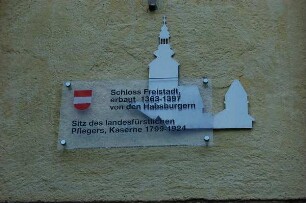 Schloss Freistadt,
erbaut 1363-1397
von den Habsburgern
Sitz des landesfürstlichen
Pflegers, Kaserne 1799-1924